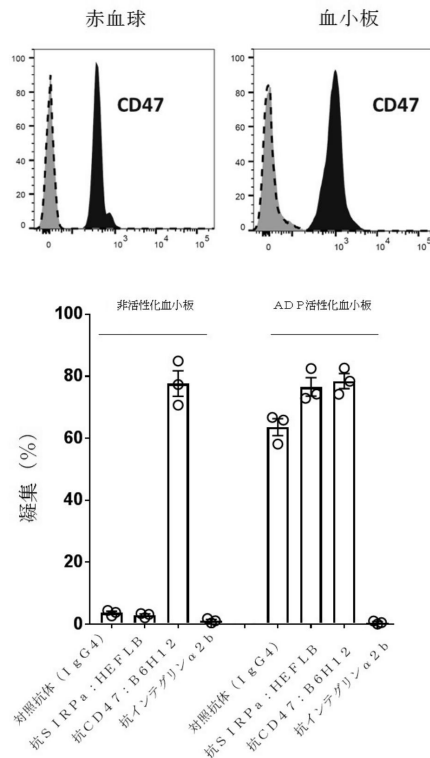 赤血球
血小板
100
80
60
40
20
0
CD47
0
10³
10⁴
10⁵
100
80
60
40
20
0
CD47
0
10³
10⁴
10⁵
非活性化血小板
ADP活性化血小板
凝集(%)
100
80
60
40
20
0
対照抗体(IgG4)
抗SIRPa:HEFLB
抗CD47:B6H12
抗インテグリンα2b
対照抗体(IgG4)
抗SIRPa:HEFLB
抗CD47:B6H12
抗インテグリンα2b